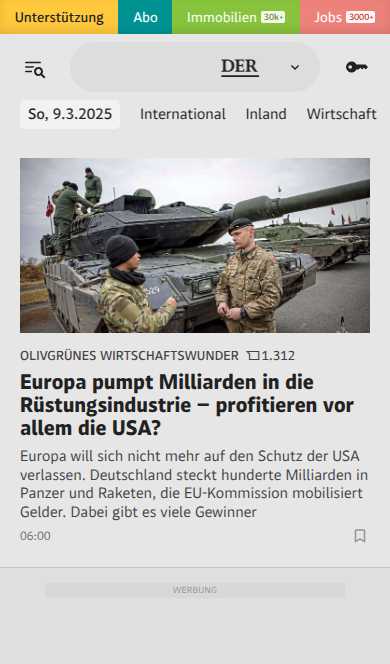 Unterstützung Abo Immobilien 30k+ Jobs 3000+
DER
So, 9.3.2025 International Inland Wirtschaft
OLIVGRÜNES WIRTSCHAFTSWUNDER 1.312
Europa pumpt Milliarden in die
Rüstungsindustrie – profitieren vor
allem die USA?
Europa will sich nicht mehr auf den Schutz der USA
verlassen. Deutschland steckt hunderte Milliarden in
Panzer und Raketen, die EU-Kommission mobilisiert
Gelder. Dabei gibt es viele Gewinner
06:00
WERBUNG